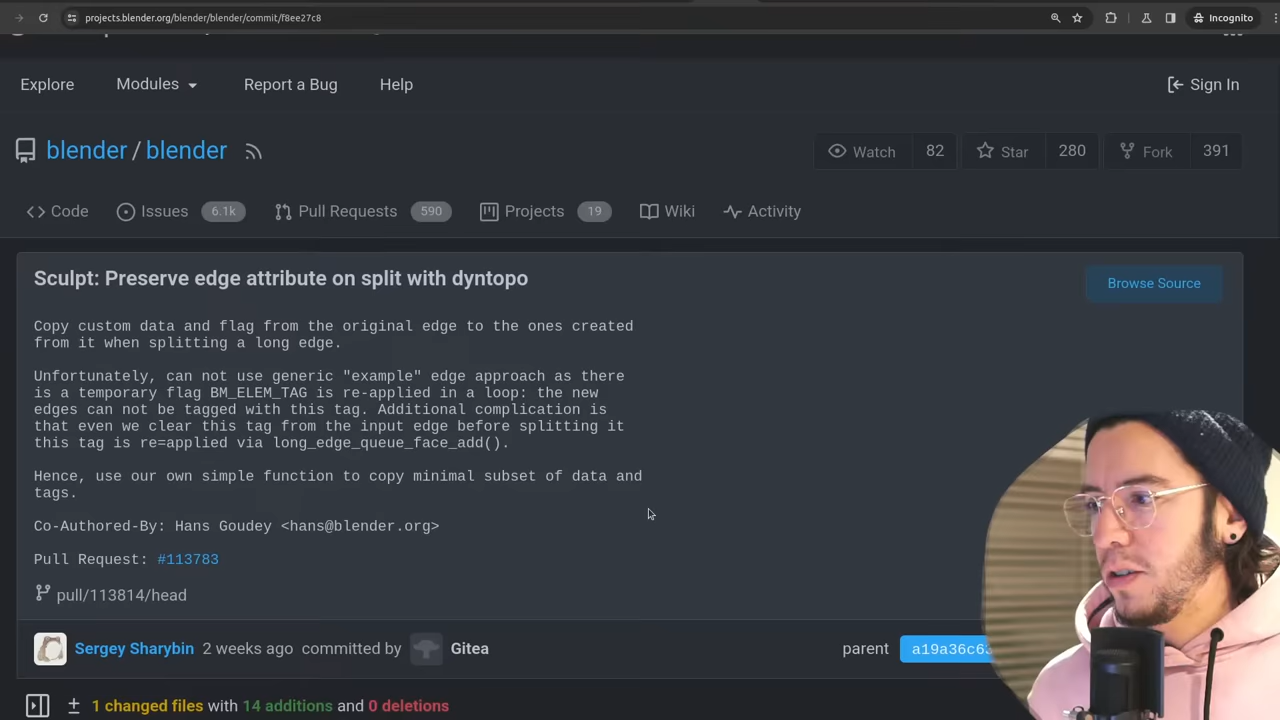 projects.blender.org/blender/blender/commit/f8ee27c8
Incognito
Explore
Modules
Report a Bug
Help
Sign In
blender / blender
Watch
82
Star
280
Fork
391
Code
Issues
6.1k
Pull Requests
590
Projects
19
Wiki
Activity
Sculpt: Preserve edge attribute on split with dyntopo
Browse Source
Copy custom data and flag from the original edge to the ones created
from it when splitting a long edge.
Unfortunately, can not use generic "example" edge approach as there
is a temporary flag BM_ELEM_TAG is re-applied in a loop: the new
edges can not be tagged with this tag. Additional complication is
that even we clear this tag from the input edge before splitting it
this tag is re=applied via long_edge_queue_face_add().
Hence, use our own simple function to copy minimal subset of data and
tags.
Co-Authored-By: Hans Goudey <hans@blender.org>
Pull Request: #113783
pull/113814/head
Sergey Sharybin 2 weeks ago committed by Gitea
parent
a19a36c63
1 changed files with 14 additions and 0 deletions